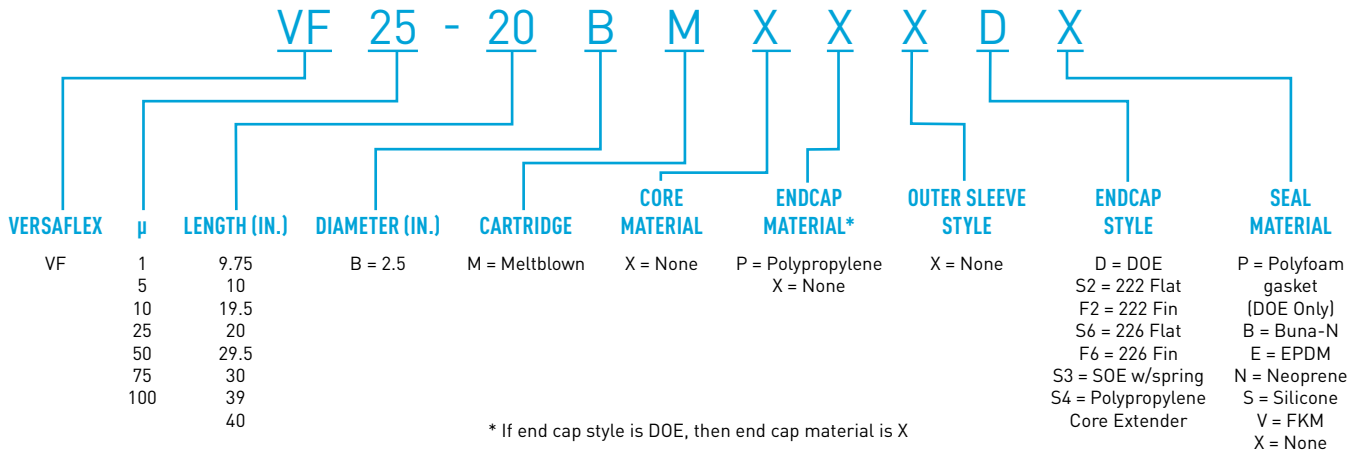 VF 25 - 20 B M X X X D X
VERSAFLEX
VF
µ
1
5
10
25
50
75
100
LENGTH (IN.)
9.75
10
19.5
20
29.5
30
39
40
DIAMETER (IN.)
B = 2.5
CARTRIDGE
M = Meltblown
CORE
MATERIAL
X = None
ENDCAP
MATERIAL*
P = Polypropylene
X = None
OUTER SLEEVE
STYLE
X = None
ENDCAP
STYLE
D = DOE
S2 = 222 Flat
F2 = 222 Fin
S6 = 226 Flat
F6 = 226 Fin
S3 = SOE w/spring
S4 = Polypropylene
Core Extender
SEAL
MATERIAL
P = Polyfoam
gasket
(DOE Only)
B = Buna-N
E = EPDM
N = Neoprene
S = Silicone
V = FKM
X = None
* If end cap style is DOE, then end cap material is X